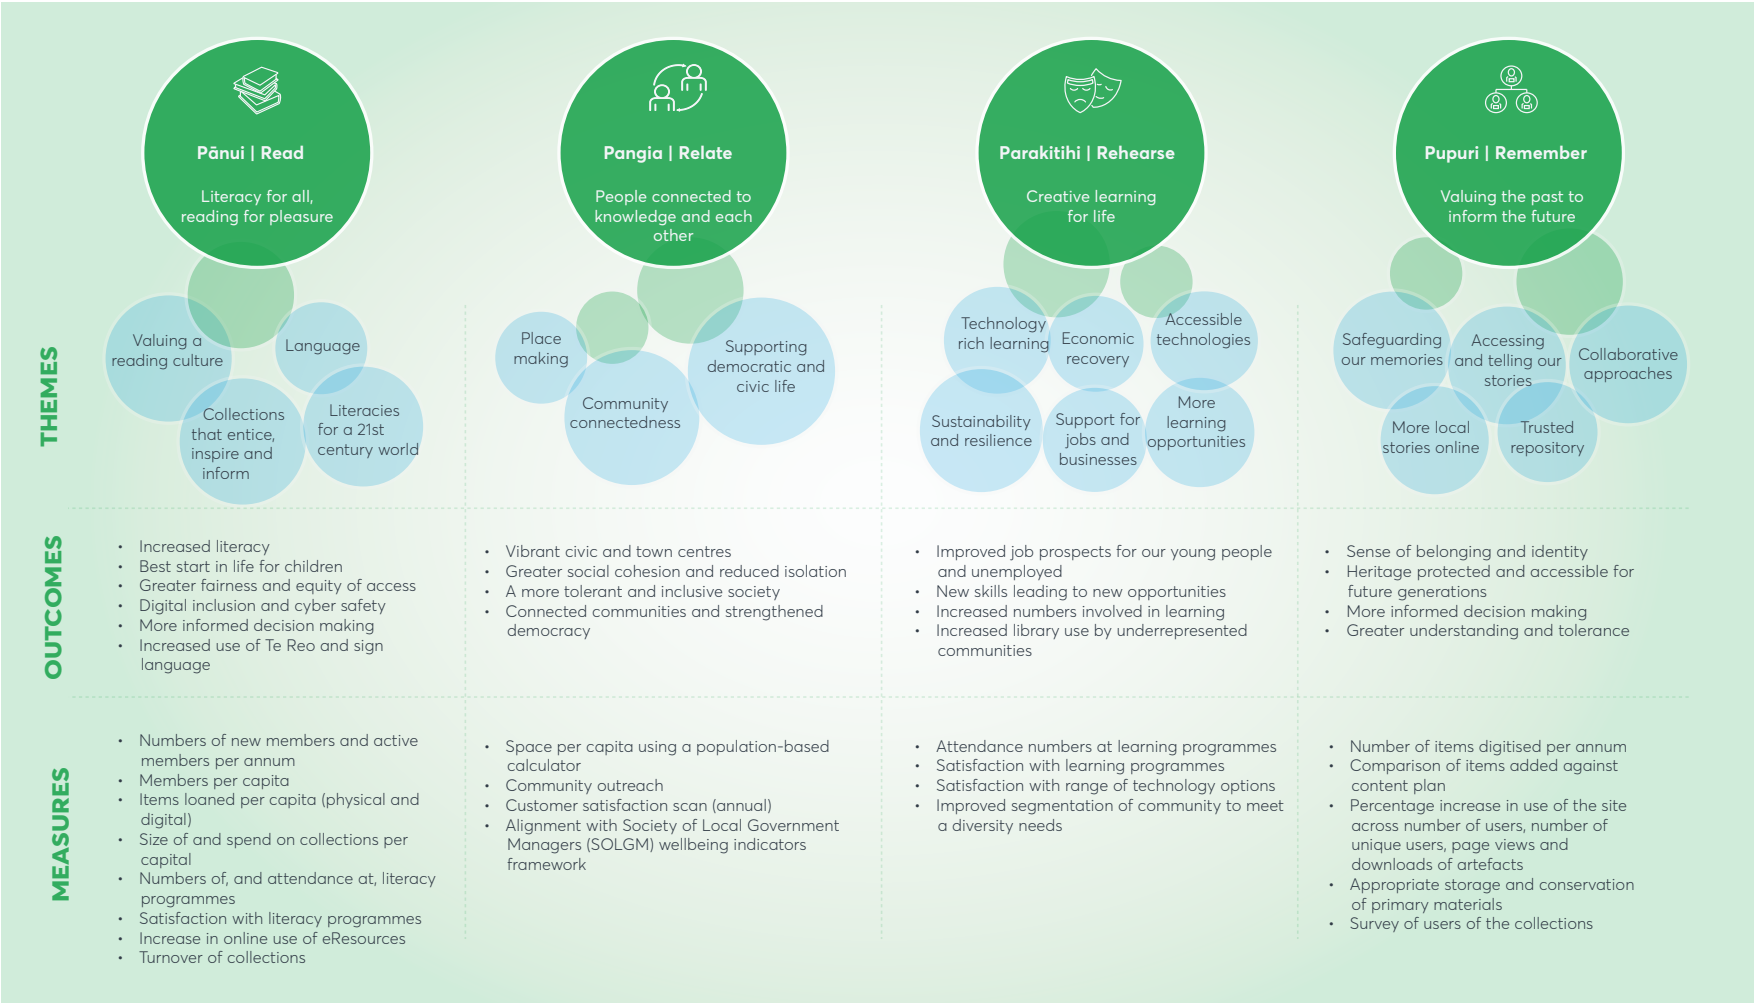 Pānui | Read
Literacy for all,
reading for pleasure
Pangia | Relate
People connected to
knowledge and each
other
Parakitihi | Rehearse
Creative learning
for life
Pupuri | Remember
Valuing the past to
inform the future
THEMES
Valuing a
reading culture
Language
Collections
that entice,
inspire and
inform
Literacies
for a 21st
century world
Place
making
Community
connectedness
Supporting
democratic and
civic life
Technology
rich learning
Economic
recovery
Accessible
technologies
Sustainability
and resilience
Support for
jobs and
businesses
More
learning
opportunities
Safeguarding
our memories
Accessing
and telling our
stories
Collaborative
approaches
More local
stories online
Trusted
repository
OUTCOMES
• Increased literacy
• Best start in life for children
• Greater fairness and equity of access
• Digital inclusion and cyber safety
• More informed decision making
• Increased use of Te Reo and sign
language
• Vibrant civic and town centres
• Greater social cohesion and reduced isolation
• A more tolerant and inclusive society
• Connected communities and strengthened
democracy
• Improved job prospects for our young people
and unemployed
• New skills leading to new opportunities
• Increased numbers involved in learning
• Increased library use by underrepresented
communities
• Sense of belonging and identity
• Heritage protected and accessible for
future generations
• More informed decision making
• Greater understanding and tolerance
MEASURES
• Numbers of new members and active
members per annum
• Members per capita
• Items loaned per capita (physical and
digital)
• Size of and spend on collections per
capital
• Numbers of, and attendance at, literacy
programmes
• Satisfaction with literacy programmes
• Increase in online use of eResources
• Turnover of collections
• Space per capita using a population-based
calculator
• Community outreach
• Customer satisfaction scan (annual)
• Alignment with Society of Local Government
Managers (SOLGM) wellbeing indicators
framework
• Attendance numbers at learning programmes
• Satisfaction with learning programmes
• Satisfaction with range of technology options
• Improved segmentation of community to meet
a diversity needs
• Number of items digitised per annum
• Comparison of items added against
content plan
• Percentage increase in use of the site
across number of users, number of
unique users, page views and
downloads of artefacts
• Appropriate storage and conservation
of primary materials
• Survey of users of the collections